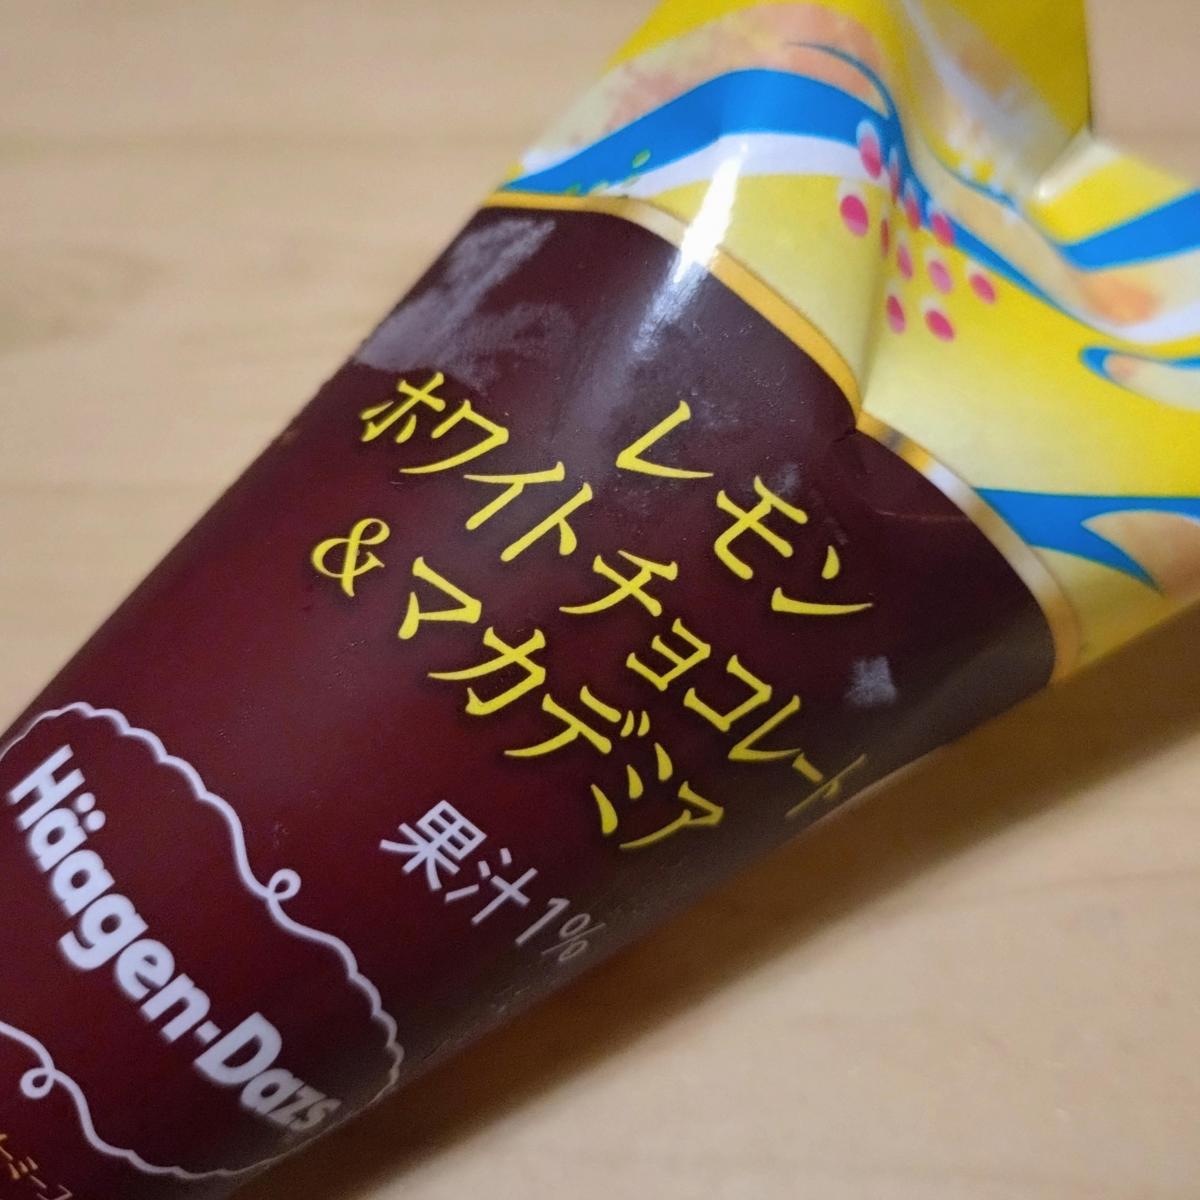 レモン
ホワイトチョコレート
&マカデミア
果汁1%
Häagen-Dazs